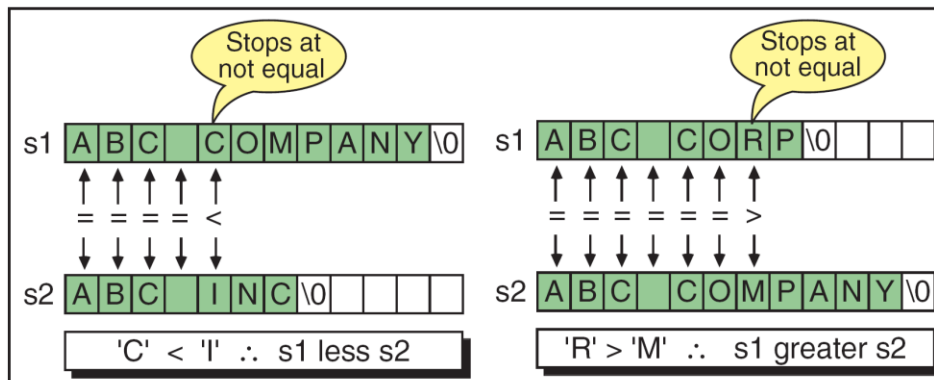 Stops at
not equal
s1 A B C C O M P A N Y \0
= = = = <
s2 A B C I N C \0
'C' < 'I' ∴ s1 less s2
Stops at
not equal
s1 A B C C O R P \0
= = = = = = >
s2 A B C C O M P A N Y \0
'R' > 'M' ∴ s1 greater s2